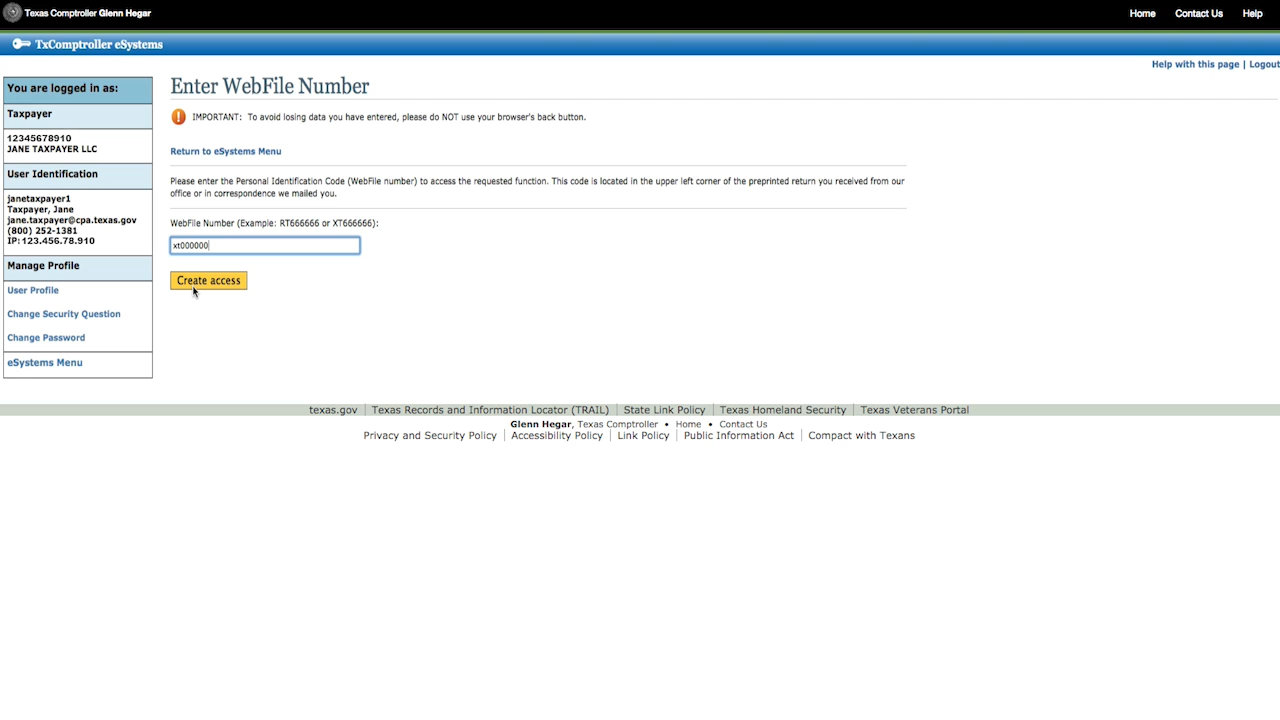 Texas Comptroller Glenn Hegar
Home Contact Us Help
TxComptroller eSystems
Help with this page | Logout
You are logged in as:
Taxpayer
12345678910
JANE TAXPAYER LLC
User Identification
janetaxpayer1
Taxpayer, Jane
jane.taxpayer@cpa.texas.gov
(800) 252-1381
IP: 123.456.78.910
Manage Profile
User Profile
Change Security Question
Change Password
eSystems Menu
Enter WebFile Number
IMPORTANT: To avoid losing data you have entered, please do NOT use your browser's back button.
Return to eSystems Menu
Please enter the Personal Identification Code (WebFile number) to access the requested function. This code is located in the upper left corner of the preprinted return you received from our
office or in correspondence we mailed you.
WebFile Number (Example: RT666666 or XT666666):
xt000000
Create access
texas.gov | Texas Records and Information Locator (TRAIL) | State Link Policy | Texas Homeland Security | Texas Veterans Portal
Glenn Hegar, Texas Comptroller • Home • Contact Us
Privacy and Security Policy | Accessibility Policy | Link Policy | Public Information Act | Compact with Texans